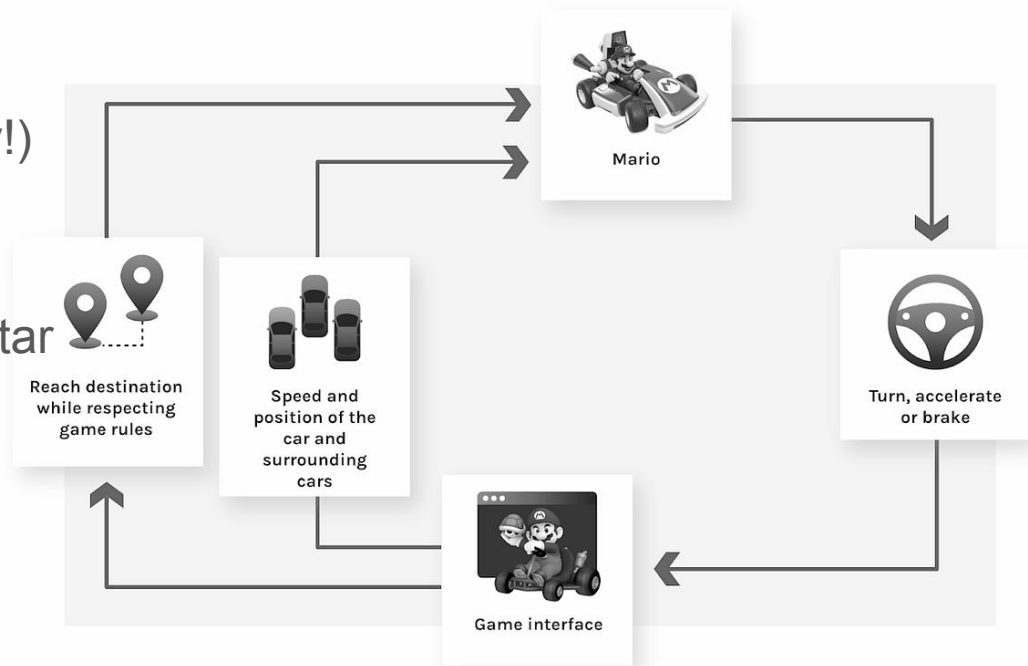 !)
Mario
tar
Reach destination
while respecting
game rules
Speed and
position of the
car and
surrounding
cars
Turn, accelerate
or brake
Game interface